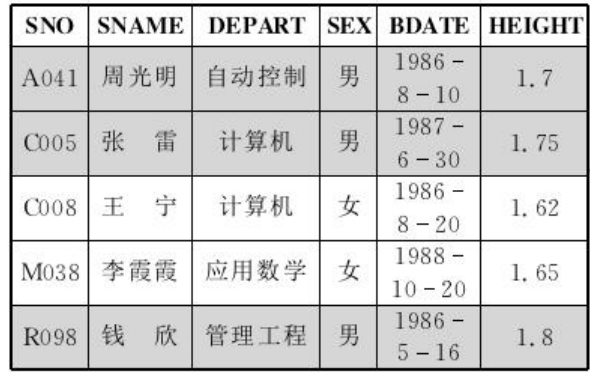 SNO SNAME DEPART SEX BDATE HEIGHT
A041 周光明 自动控制 男 1986－8－10 1.7
C005 张 雷 计算机 男 1987－6－30 1.75
C008 王 宁 计算机 女 1986－8－20 1.62
M038 李霞霞 应用数学 女 1988－10－20 1.65
R098 钱 欣 管理工程 男 1986－5－16 1.8